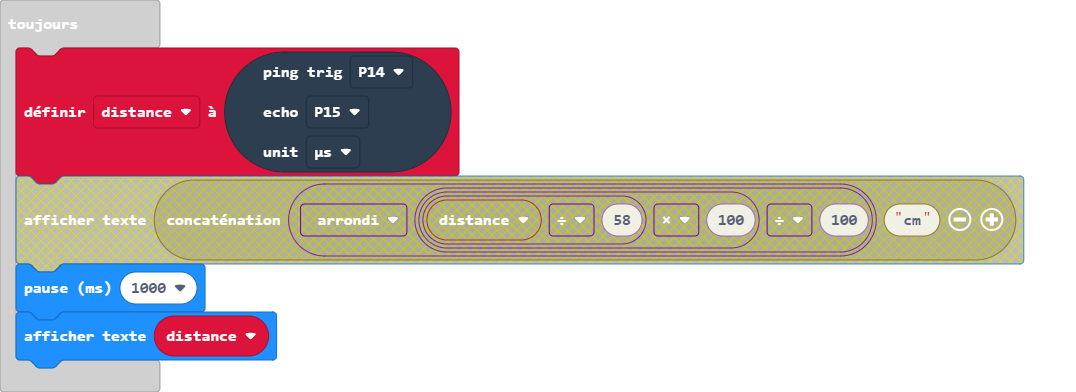 toujours
ping trig P14
définir distance à echo P15
unit µs
afficher texte concaténation arrondi distance ÷ 58 × 100 ÷ 100 "cm"
pause (ms) 1000
afficher texte distance